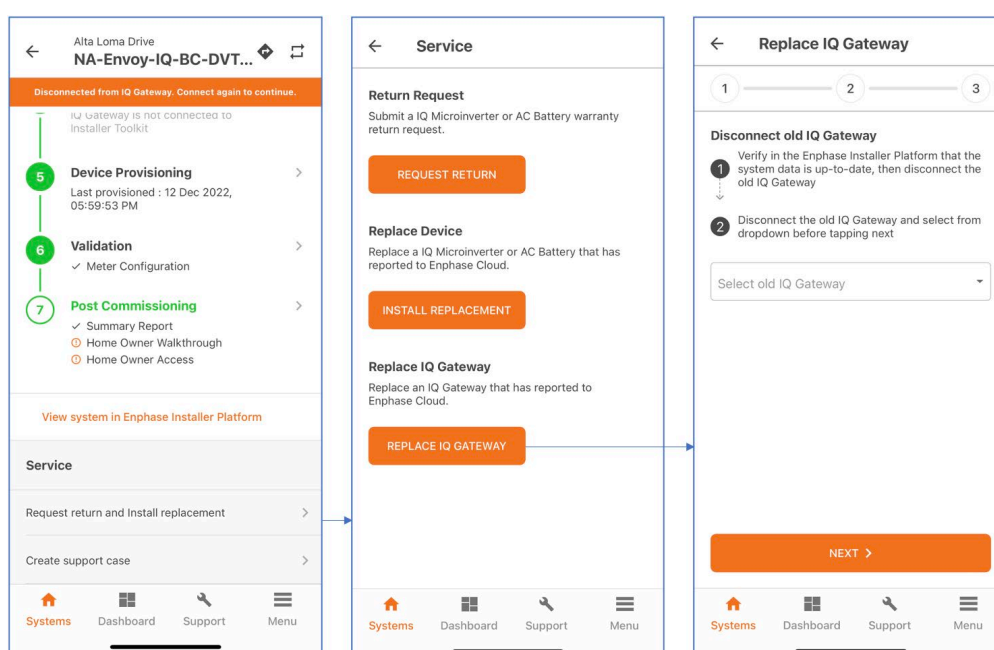 Alta Loma Drive
NA-Envoy-IQ-BC-DVT...
Disconnected from IQ Gateway. Connect again to continue.
IQ Gateway is not connected to
Installer Toolkit
5
Device Provisioning
Last provisioned : 12 Dec 2022,
05:59:53 PM
6
Validation
Meter Configuration
7
Post Commissioning
Summary Report
Home Owner Walkthrough
Home Owner Access
View system in Enphase Installer Platform
Service
Request return and Install replacement
Create support case
Systems Dashboard Support Menu
Service
Return Request
Submit a IQ Microinverter or AC Battery warranty
return request.
REQUEST RETURN
Replace Device
Replace a IQ Microinverter or AC Battery that has
reported to Enphase Cloud.
INSTALL REPLACEMENT
Replace IQ Gateway
Replace an IQ Gateway that has reported to
Enphase Cloud.
REPLACE IQ GATEWAY
Systems Dashboard Support Menu
Replace IQ Gateway
1 2 3
Disconnect old IQ Gateway
1
Verify in the Enphase Installer Platform that the
system data is up-to-date, then disconnect the
old IQ Gateway
2
Disconnect the old IQ Gateway and select from
dropdown before tapping next
Select old IQ Gateway
NEXT
Systems Dashboard Support Menu